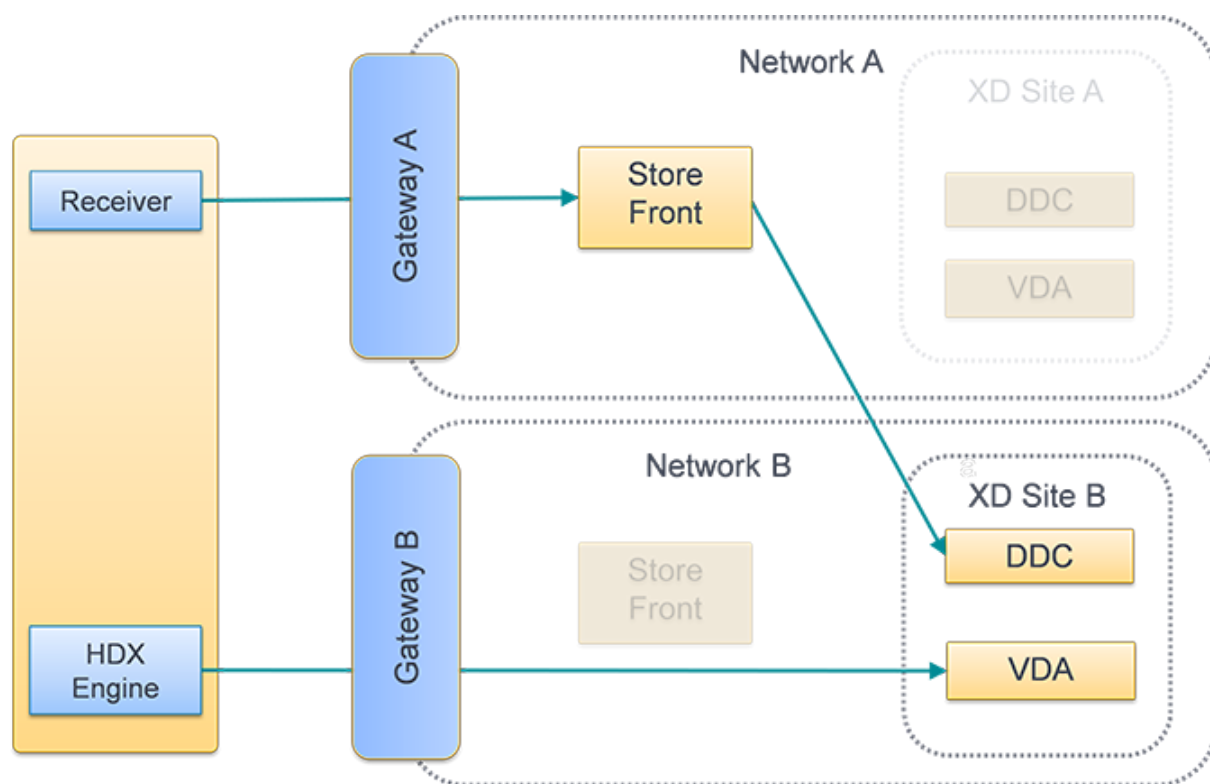 Network A
XD Site A
Gateway A
Receiver
Store
Front
DDC
VDA
Network B
XD Site B
Gateway B
Store
Front
DDC
HDX
Engine
VDA